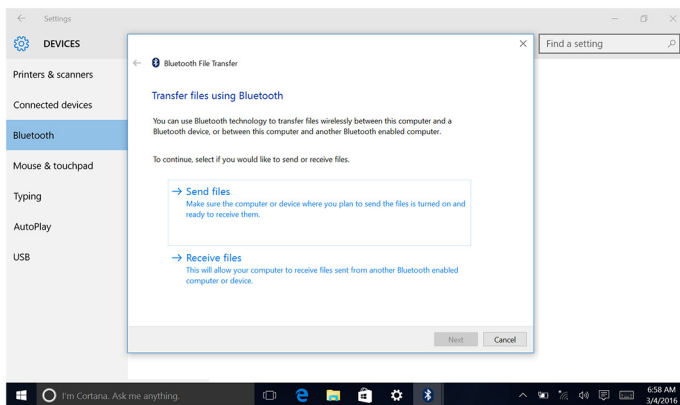 Settings
DEVICES
Find a setting
Printers & scanners
Connected devices
Bluetooth
Mouse & touchpad
Typing
AutoPlay
USB
Bluetooth File Transfer
Transfer files using Bluetooth
You can use Bluetooth technology to transfer files wirelessly between this computer and a
Bluetooth device, or between this computer and another Bluetooth enabled computer.
To continue, select if you would like to send or receive files.
Send files
Make sure the computer or device where you plan to send the files is turned on and
ready to receive them.
Receive files
This will allow your computer to receive files sent from another Bluetooth enabled
computer or device.
Next
Cancel
I'm Cortana. Ask me anything.
6:58 AM
3/4/2016